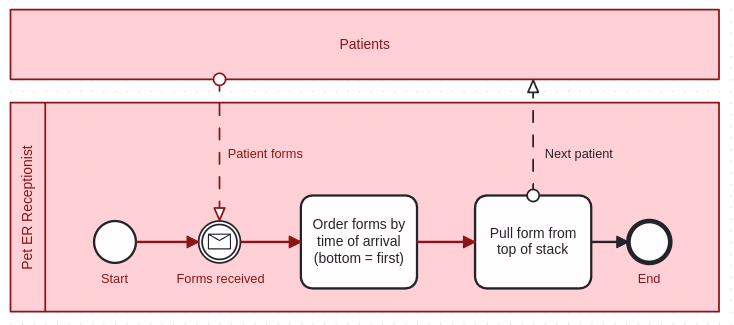 Patients
Pet ER Receptionist
Patient forms
Next patient
Order forms by
time of arrival
(bottom = first)
Pull form from
top of stack
Start
Forms received
End